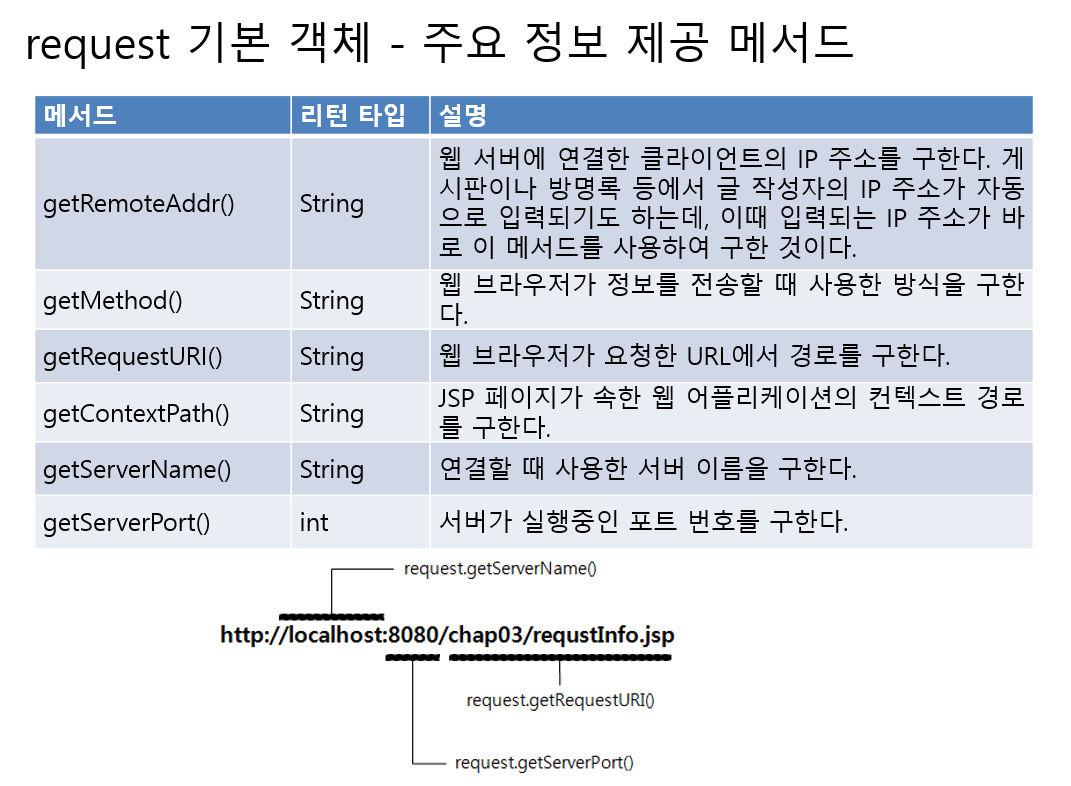 request 기본 객체 - 주요 정보 제공 메서드
메서드 리턴 타입 설명
getRemoteAddr() String 웹 서버에 연결한 클라이언트의 IP 주소를 구한다. 게
시판이나 방명록 등에서 글 작성자의 IP 주소가 자동
으로 입력되기도 하는데, 이때 입력되는 IP 주소가 바
로 이 메서드를 사용하여 구한 것이다.
getMethod() String 웹 브라우저가 정보를 전송할 때 사용한 방식을 구한
다.
getRequestURI() String 웹 브라우저가 요청한 URL에서 경로를 구한다.
getContextPath() String JSP 페이지가 속한 웹 어플리케이션의 컨텍스트 경로
를 구한다.
getServerName() String 연결할 때 사용한 서버 이름을 구한다.
getServerPort() int 서버가 실행중인 포트 번호를 구한다.
request.getServerName()
http://localhost:8080/chap03/requstInfo.jsp
request.getRequestURI()
request.getServerPort()